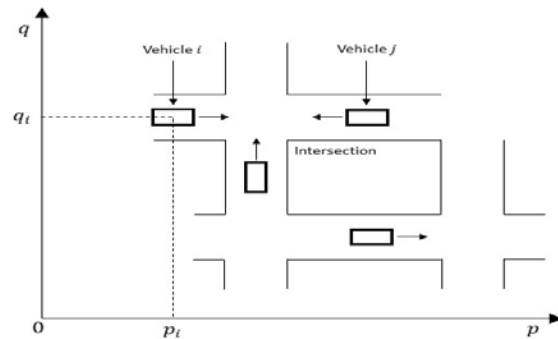 q
Vehicle i
Vehicle j
q_i
Intersection
0
p_i
p